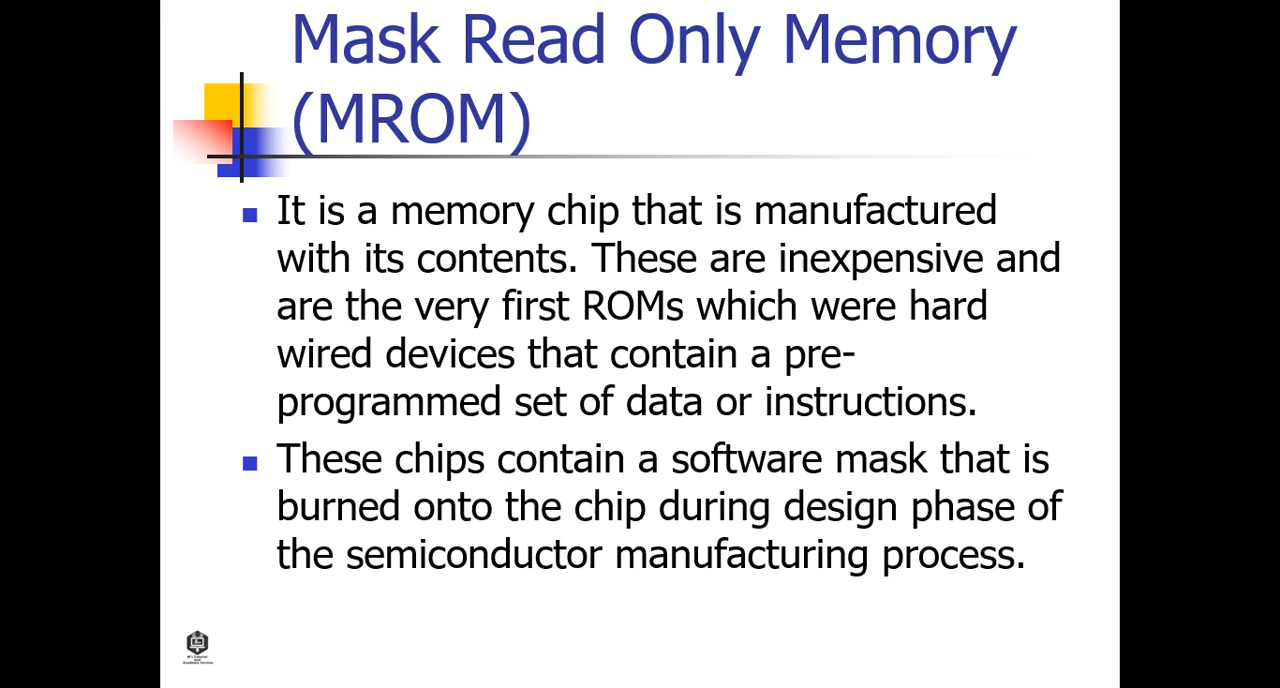 Mask Read Only Memory
(MROM)
It is a memory chip that is manufactured
with its contents. These are inexpensive and
are the very first ROMs which were hard
wired devices that contain a pre-
programmed set of data or instructions.
These chips contain a software mask that is
burned onto the chip during design phase of
the semiconductor manufacturing process.